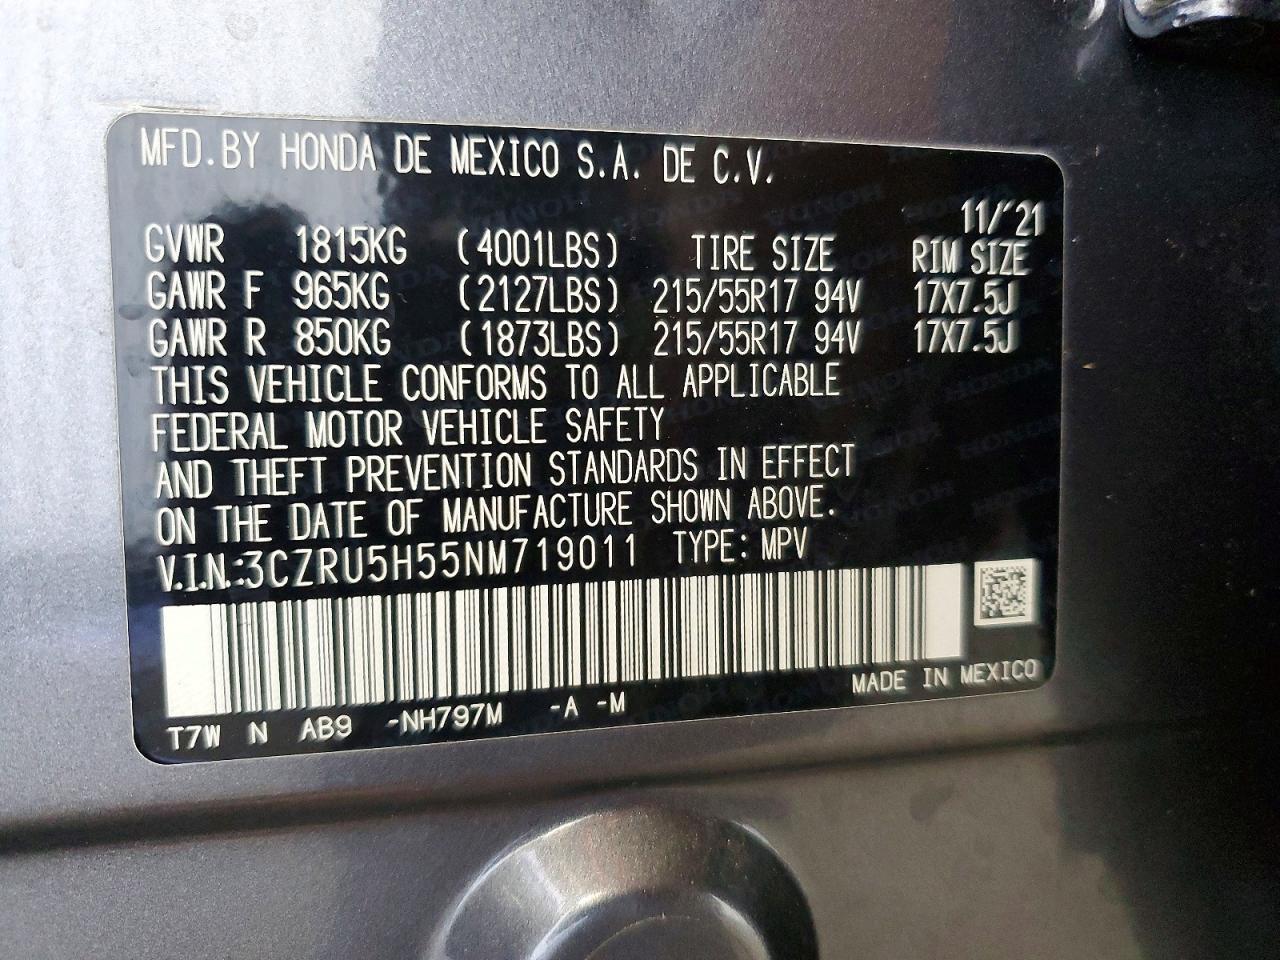 MFD. BY HONDA DE MEXICO S.A. DE C.V.
11/'21
GVWR 1815KG (4001LBS) TIRE SIZE RIM SIZE
GAWR F 965KG (2127LBS) 215/55R17 94V 17X7.5J
GAWR R 850KG (1873LBS) 215/55R17 94V 17X7.5J
THIS VEHICLE CONFORMS TO ALL APPLICABLE
FEDERAL MOTOR VEHICLE SAFETY
AND THEFT PREVENTION STANDARDS IN EFFECT
ON THE DATE OF MANUFACTURE SHOWN ABOVE.
V.I.N.:3CZRU5H55NM719011 TYPE: MPV
MADE IN MEXICO
T7W N AB9 -NH797M -A -M